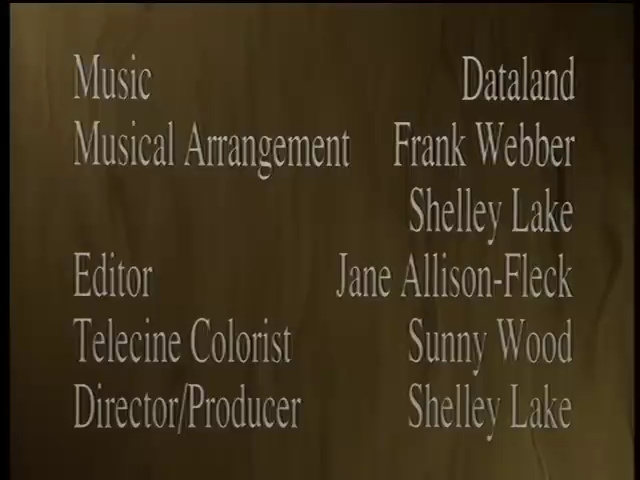 Music Dataland
Musical Arrangement Frank Webber
Shelley Lake
Editor Jane Allison-Fleck
Telecine Colorist Sunny Wood
Director/Producer Shelley Lake